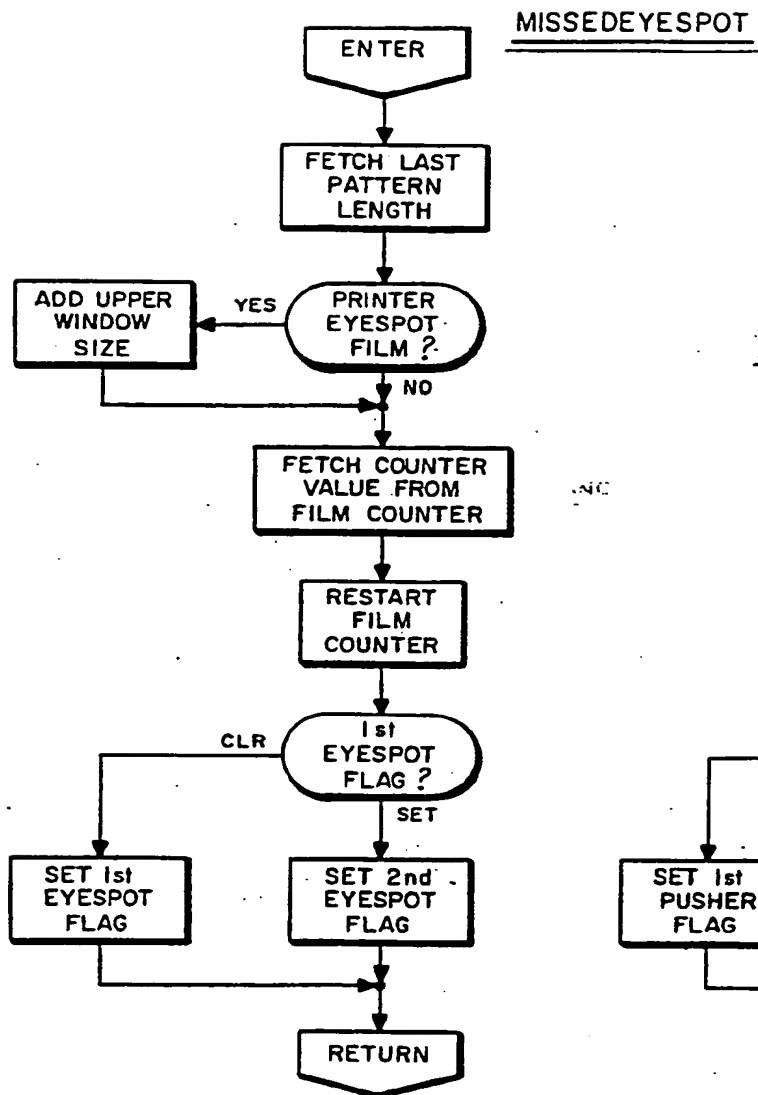 MISSEDEYESPOT
ENTER
FETCH LAST
PATTERN
LENGTH
PRINTER
EYESPOT
FILM ?
YES
ADD UPPER
WINDOW
SIZE
NO
FETCH COUNTER
VALUE FROM
FILM COUNTER
RESTART
FILM
COUNTER
1st
EYESPOT
FLAG ?
CLR
SET
SET 1st
EYESPOT
FLAG
SET 2nd
EYESPOT
FLAG
SET 1st
PUSHER
FLAG
RETURN